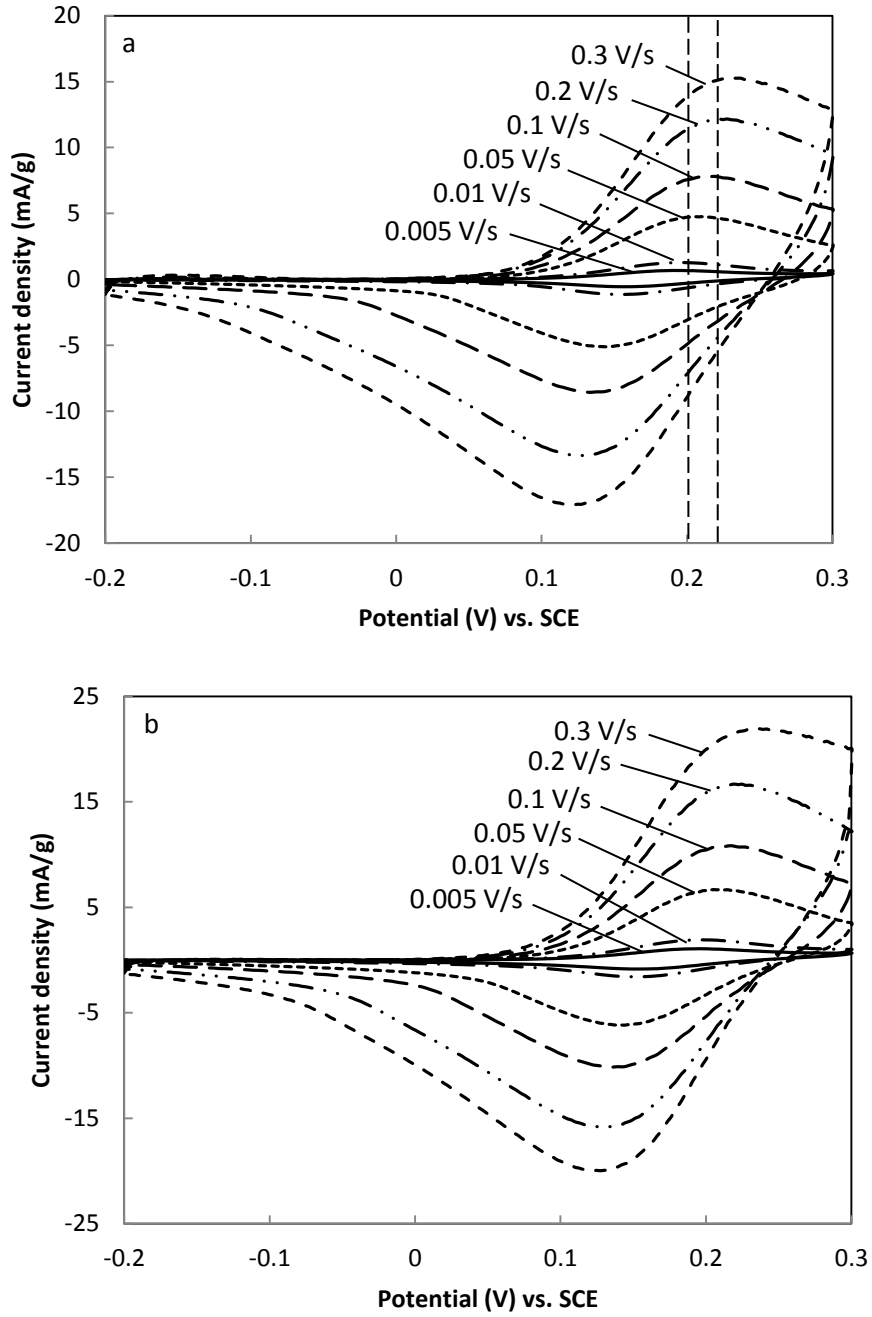 a
20
15
10
5
0
-5
-10
-15
-20
Current density (mA/g)
0.3 V/s
0.2 V/s
0.1 V/s
0.05 V/s
0.01 V/s
0.005 V/s
-0.2 -0.1 0 0.1 0.2 0.3
Potential (V) vs. SCE
b
25
15
5
-5
-15
-25
Current density (mA/g)
0.3 V/s
0.2 V/s
0.1 V/s
0.05 V/s
0.01 V/s
0.005 V/s
-0.2 -0.1 0 0.1 0.2 0.3
Potential (V) vs. SCE